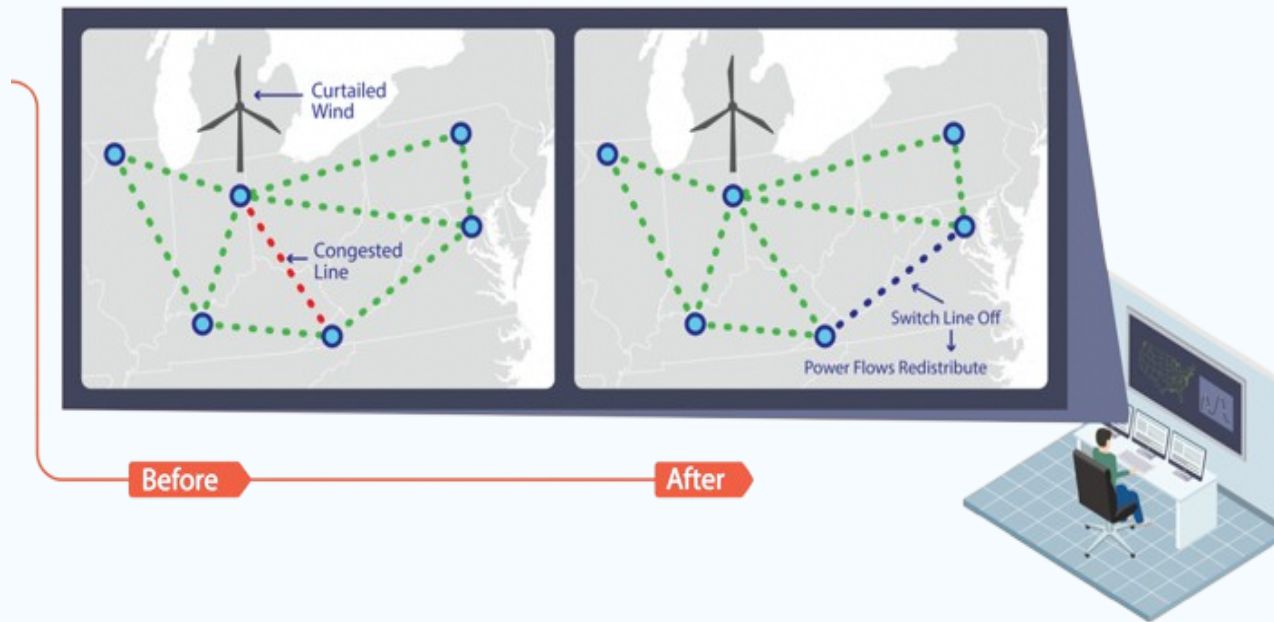 Curtailed
Wind
Congested
Line
Switch Line Off
Power Flows Redistribute
Before
After